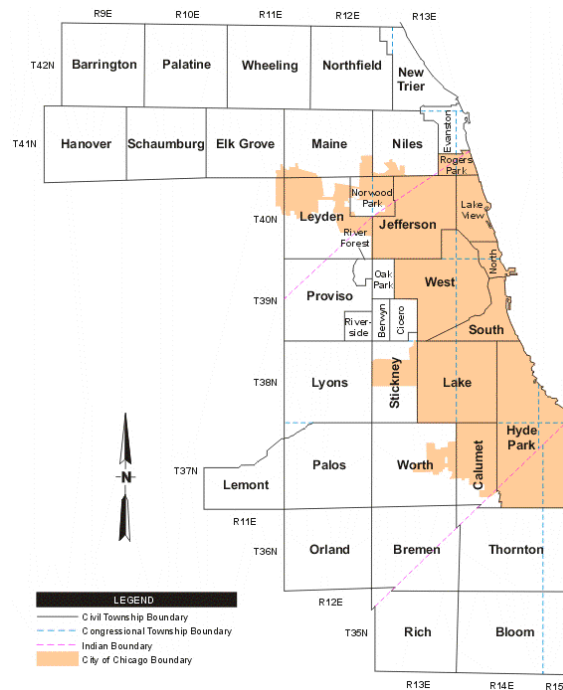 R9E R10E R11E R12E R13E
T42N
Barrington
Palatine
Wheeling
Northfield
New
Trier
T41N
Hanover
Schaumburg
Elk Grove
Maine
Niles
Evanston
Rogers
Park
T40N
Leyden
Norwood
Park
Jefferson
Lake
View
River
Forest
North
T39N
Proviso
Oak
Park
West
River-
side
Berwyn
Cicero
South
T38N
Lyons
Stickney
Lake
Hyde
Park
T37N
Lemont
Palos
Worth
Calumet
N
R11E
T36N
Orland
Bremen
Thornton
R12E
T35N
Rich
Bloom
R13E R14E R15
LEGEND
Civil Township Boundary
Congressional Township Boundary
Indian Boundary
City of Chicago Boundary